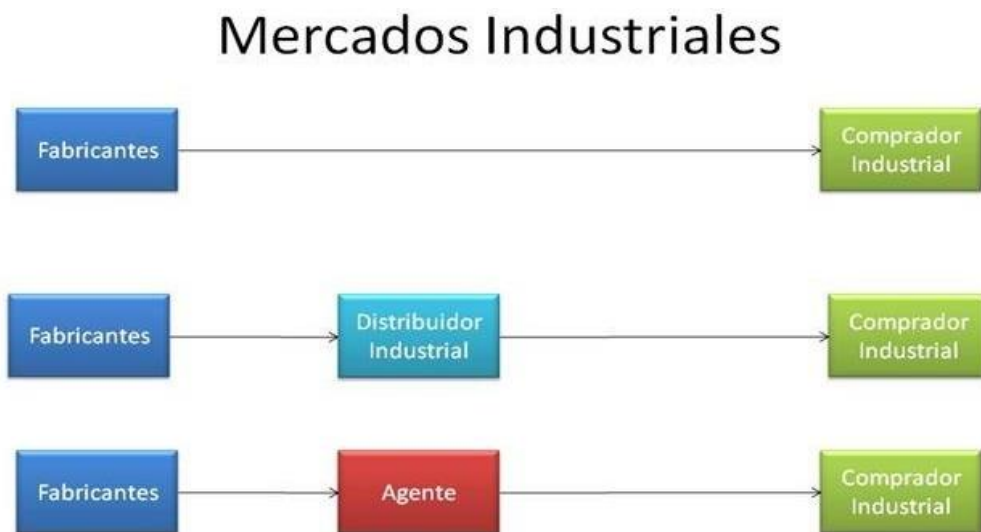 Mercados Industriales
Fabricantes
Comprador
Industrial
Fabricantes
Distribuidor
Industrial
Comprador
Industrial
Fabricantes
Agente
Comprador
Industrial